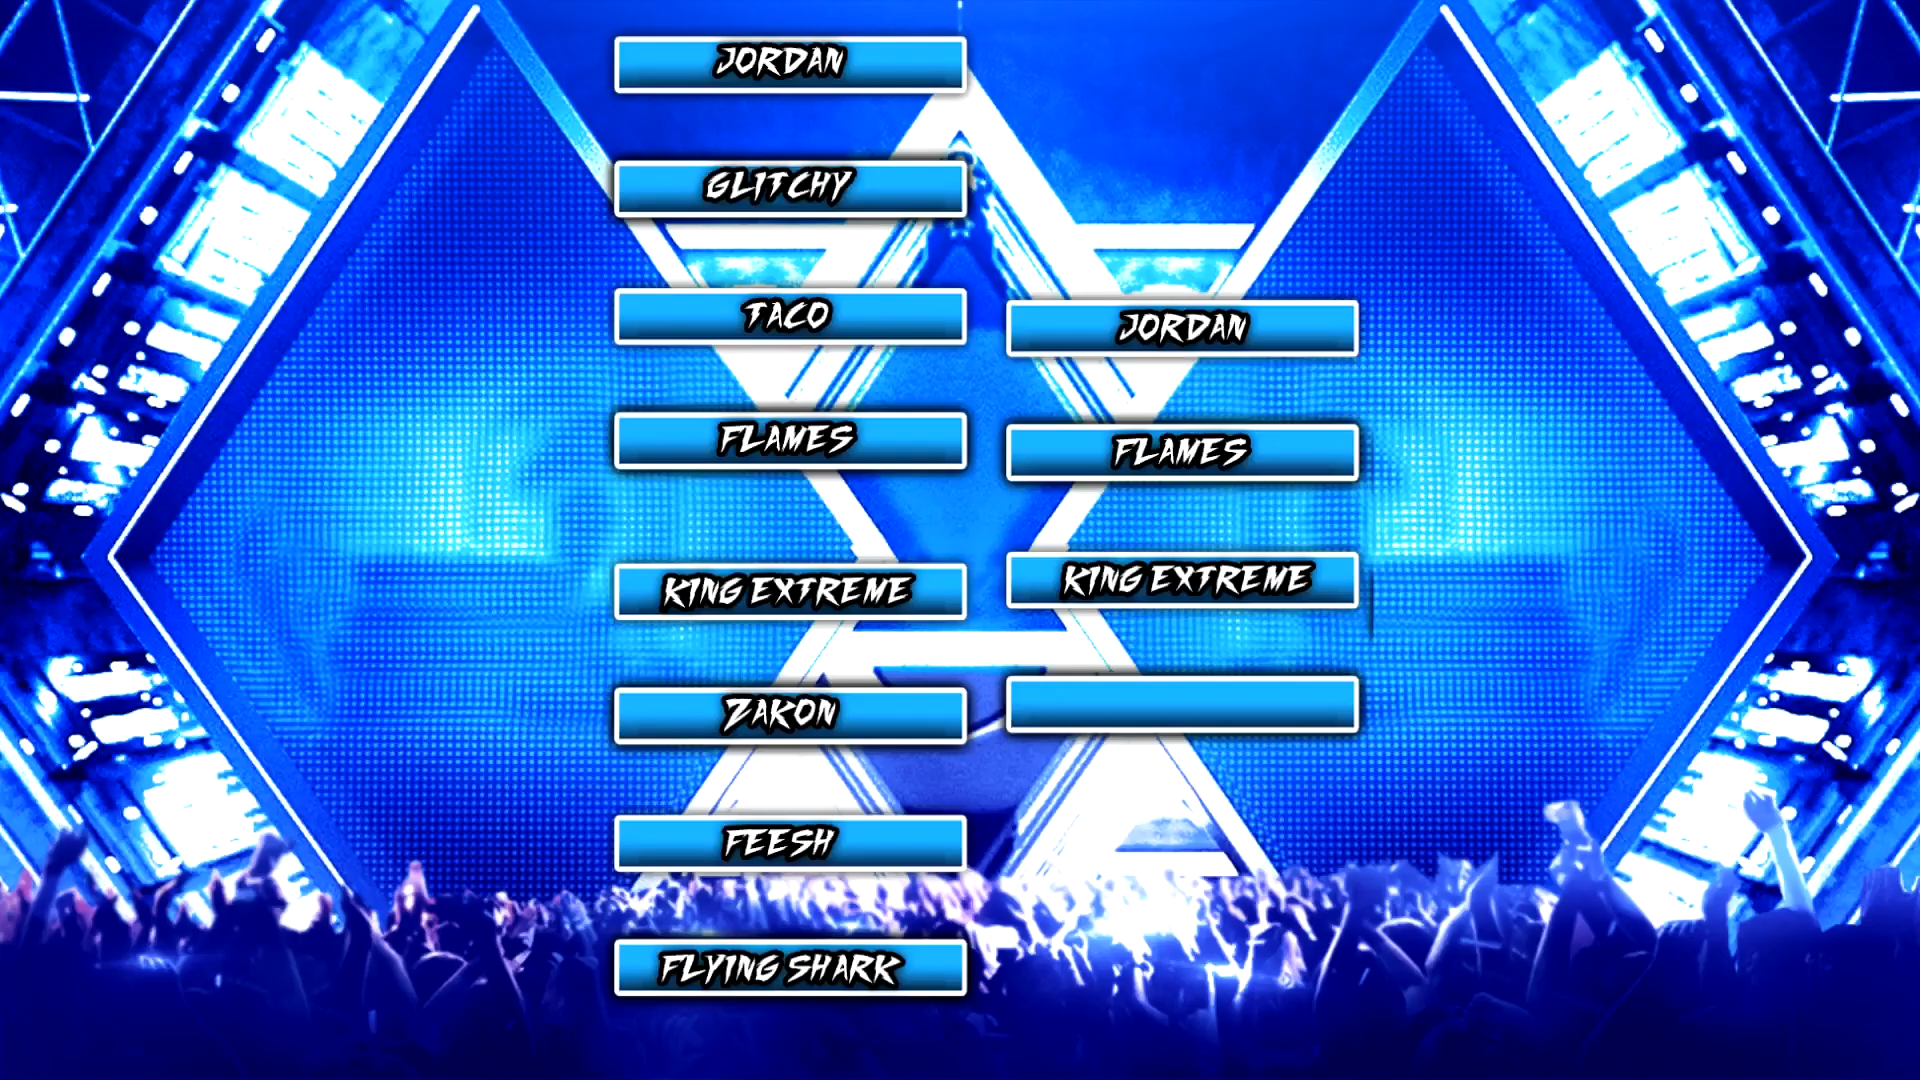 JORDAN
GLITCHY
TACO
FLAMES
KING EXTREME
ZAKON
FEESH
FLYING SHARK
JORDAN
FLAMES
KING EXTREME